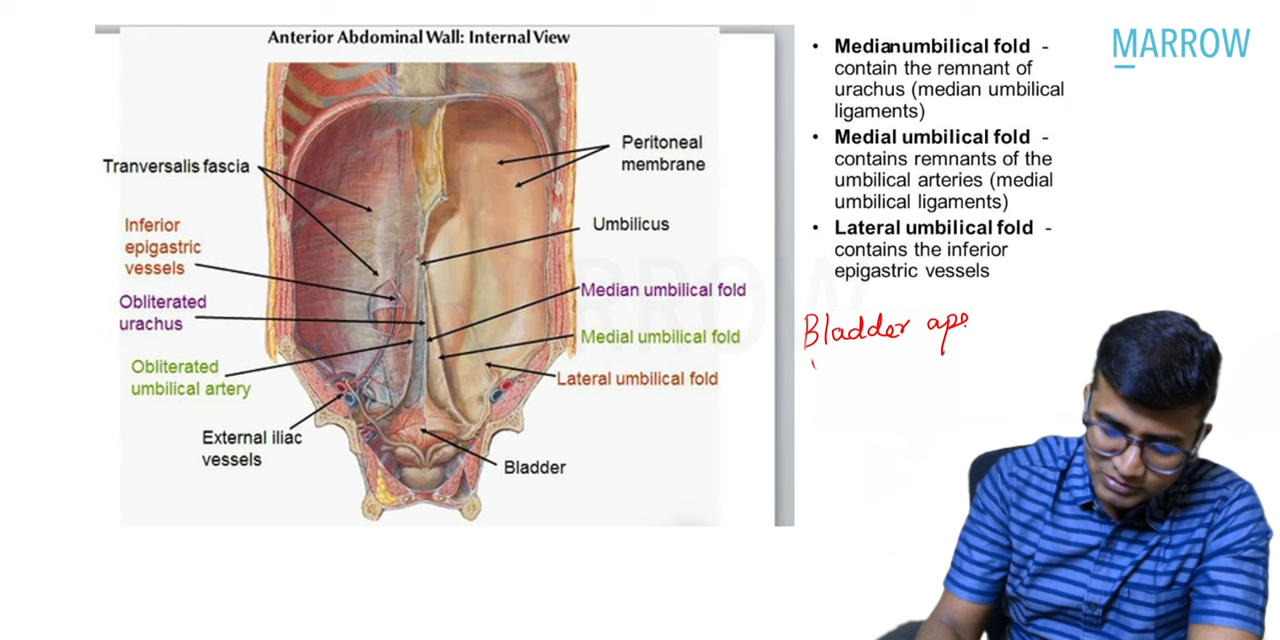 Anterior Abdominal Wall: Internal View
Tranversalis fascia
Inferior
epigastric
vessels
Obliterated
urachus
Obliterated
umbilical artery
External iliac
vessels
Peritoneal
membrane
Umbilicus
Median umbilical fold
Medial umbilical fold
Lateral umbilical fold
Bladder
MARROW
• Medianumbilical fold -
contain the remnant of
urachus (median umbilical
ligaments)
• Medial umbilical fold -
contains remnants of the
umbilical arteries (medial
umbilical ligaments)
• Lateral umbilical fold -
contains the inferior
epigastric vessels
Bladder ape